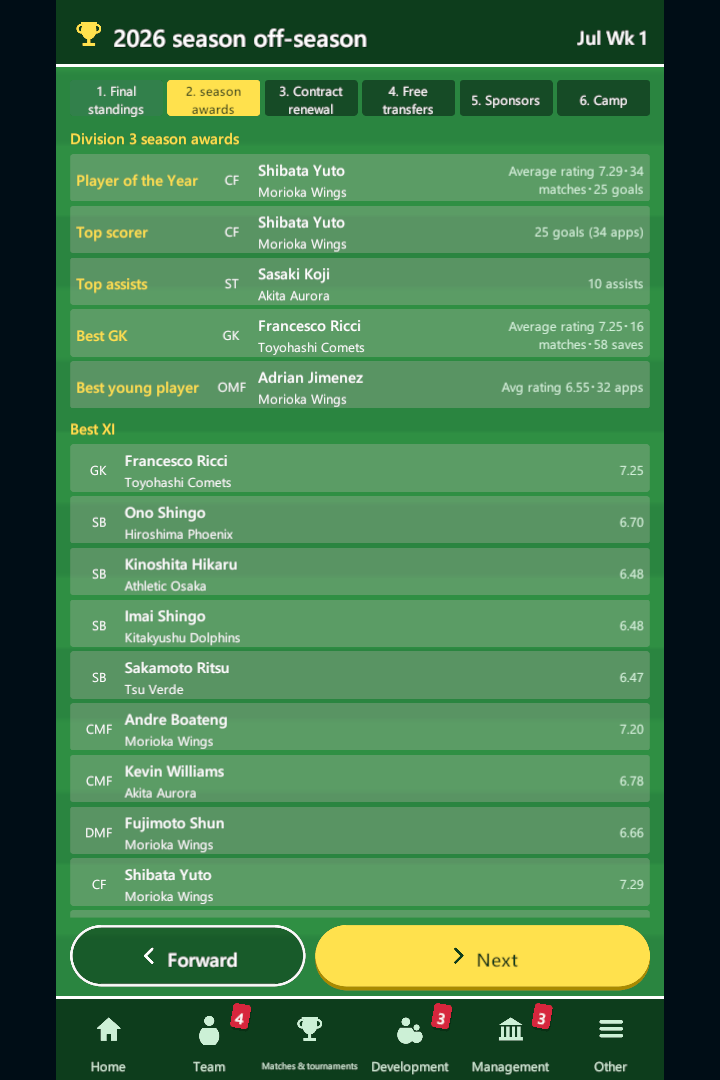 2026 season off-season
Jul Wk 1
1. Final
standings
2. season
awards
3. Contract
renewal
4. Free
transfers
5. Sponsors
6. Camp
Division 3 season awards
Player of the Year
CF
Shibata Yuto
Morioka Wings
Average rating 7.29·34
matches·25 goals
Top scorer
CF
Shibata Yuto
Morioka Wings
25 goals (34 apps)
Top assists
ST
Sasaki Koji
Akita Aurora
10 assists
Best GK
GK
Francesco Ricci
Toyohashi Comets
Average rating 7.25·16
matches·58 saves
Best young player
OMF
Adrian Jimenez
Morioka Wings
Avg rating 6.55·32 apps
Best XI
GK
Francesco Ricci
Toyohashi Comets
7.25
SB
Ono Shingo
Hiroshima Phoenix
6.70
SB
Kinoshita Hikaru
Athletic Osaka
6.48
SB
Imai Shingo
Kitakyushu Dolphins
6.48
SB
Sakamoto Ritsu
Tsu Verde
6.47
CMF
Andre Boateng
Morioka Wings
7.20
CMF
Kevin Williams
Akita Aurora
6.78
DMF
Fujimoto Shun
Morioka Wings
6.66
CF
Shibata Yuto
Morioka Wings
7.29
Forward
Next
Home
4
Team
Matches & tournaments
3
Development
3
Management
Other